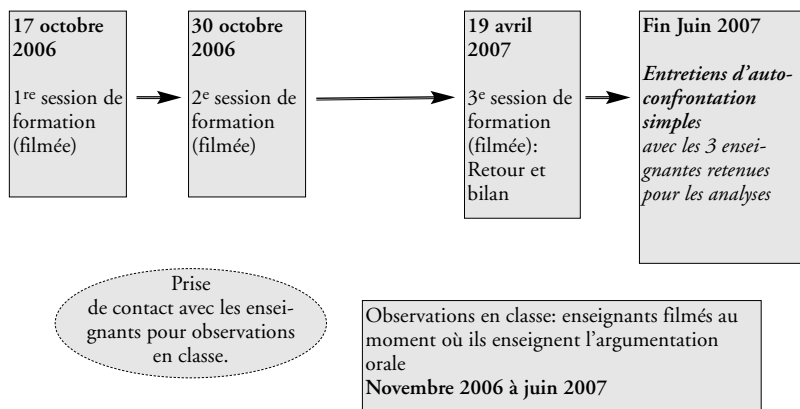 17 octobre
2006
1re session de
formation
(filmée)
30 octobre
2006
2e session de
formation
(filmée)
19 avril
2007
3e session de
formation
(filmée):
Retour et
bilan
Fin Juin 2007
Entretiens d'auto-
confrontation
simples
avec les 3 ensei-
gnantes retenues
pour les analyses
Prise
de contact avec les ensei-
gnants pour observations
en classe.
Observations en classe: enseignants filmés au
moment où ils enseignent l'argumentation
orale
Novembre 2006 à juin 2007